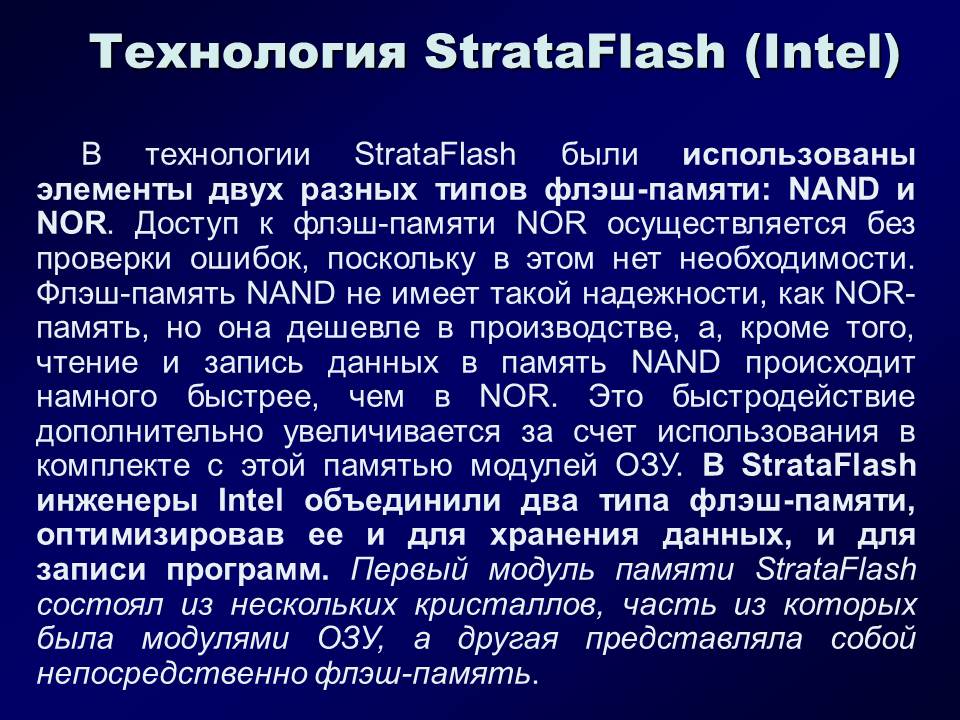 Технология StrataFlash (Intel)
В технологии StrataFlash были использованы
элементы двух разных типов флэш-памяти: NAND и
NOR. Доступ к флэш-памяти NOR осуществляется без
проверки ошибок, поскольку в этом нет необходимости.
Флэш-память NAND не имеет такой надежности, как NOR-
память, но она дешевле в производстве, а, кроме того,
чтение и запись данных в память NAND происходит
намного быстрее, чем в NOR. Это быстродействие
дополнительно увеличивается за счет использования в
комплекте с этой памятью модулей ОЗУ. В StrataFlash
инженеры Intel объединили два типа флэш-памяти,
оптимизировав ее и для хранения данных, и для
записи программ. Первый модуль памяти StrataFlash
состоял из нескольких кристаллов, часть из которых
была модулями ОЗУ, а другая представляла собой
непосредственно флэш-память.